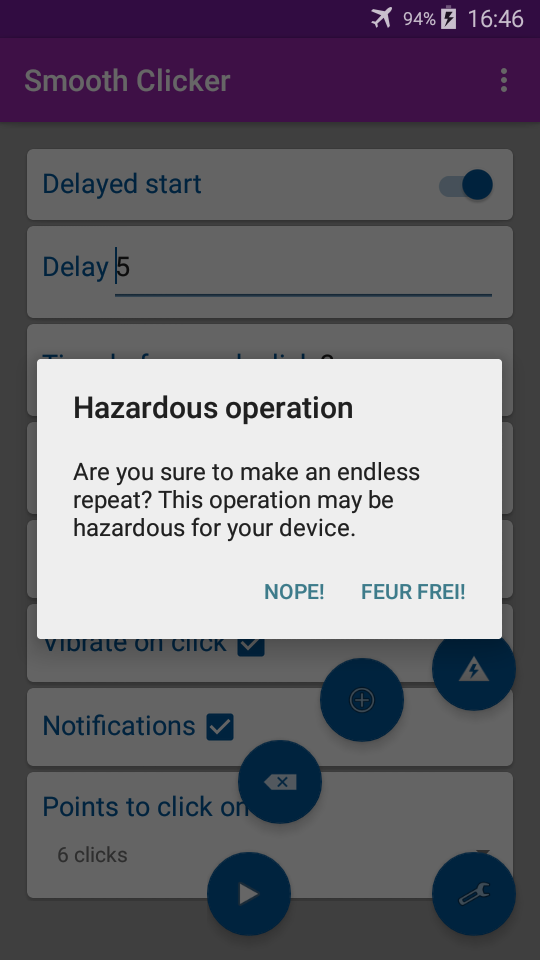 94% 16:46
Smooth Clicker
Delayed start
Delay 5
Hazardous operation
Are you sure to make an endless
repeat? This operation may be
hazardous for your device.
NOPE! FEUR FREI!
Vibrate on click
Notifications
Points to click on
6 clicks